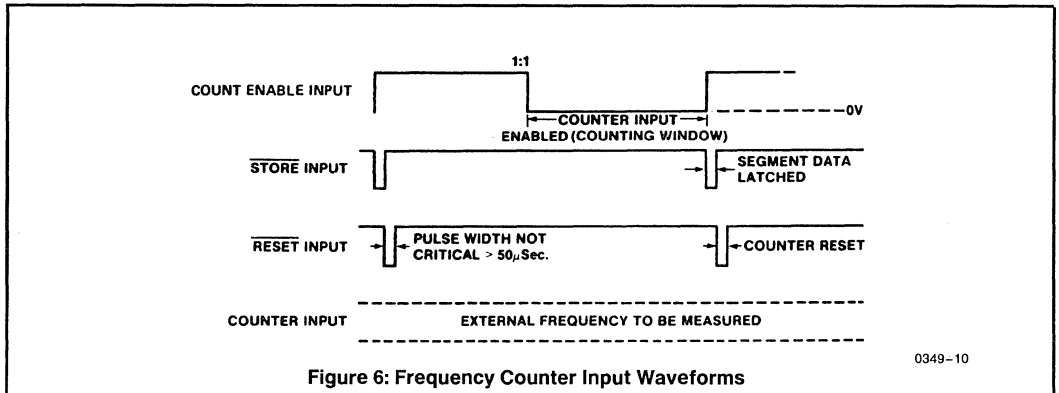 1:1
COUNT ENABLE INPUT
0V
COUNTER INPUT
ENABLED (COUNTING WINDOW)
STORE INPUT
SEGMENT DATA
LATCHED
RESET INPUT
PULSE WIDTH NOT
CRITICAL > 50μSec.
COUNTER RESET
COUNTER INPUT
EXTERNAL FREQUENCY TO BE MEASURED
0349-10
Figure 6: Frequency Counter Input Waveforms